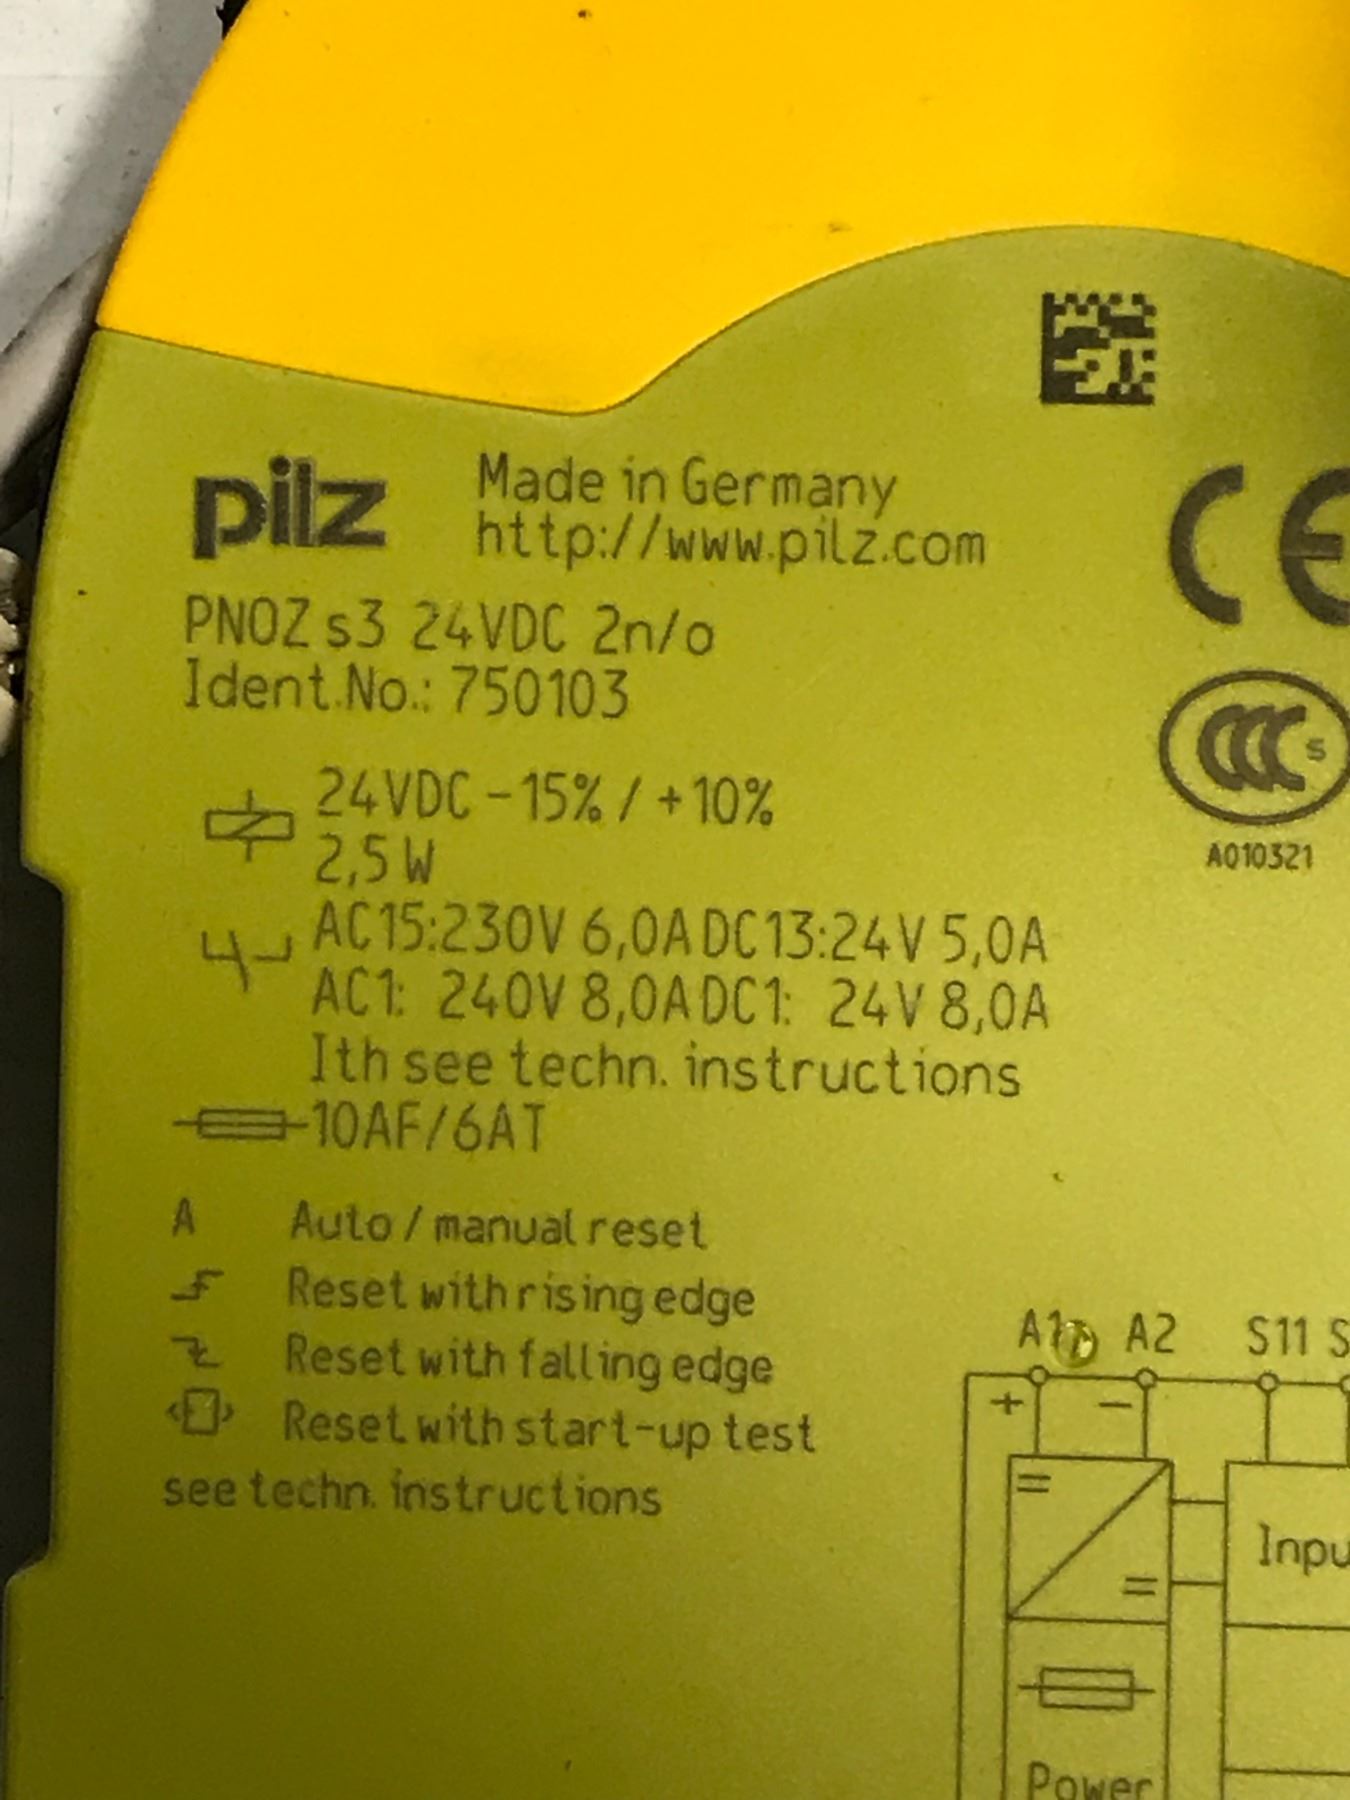 pilz
Made in Germany
http://www.pilz.com
CE
PNOZ s3 24VDC 2n/o
Ident.No.: 750103
CCC S
A010321
24VDC -15% / +10%
2,5 W
AC15:230V 6,0A DC13:24V 5,0A
AC1: 240V 8,0A DC1: 24V 8,0A
Ith see techn. instructions
10AF/6AT
A Auto / manual reset
Reset with rising edge
Reset with falling edge
Reset with start-up test
see techn. instructions
A1 A2 S11 S
+ −
= =
Inpu
Power